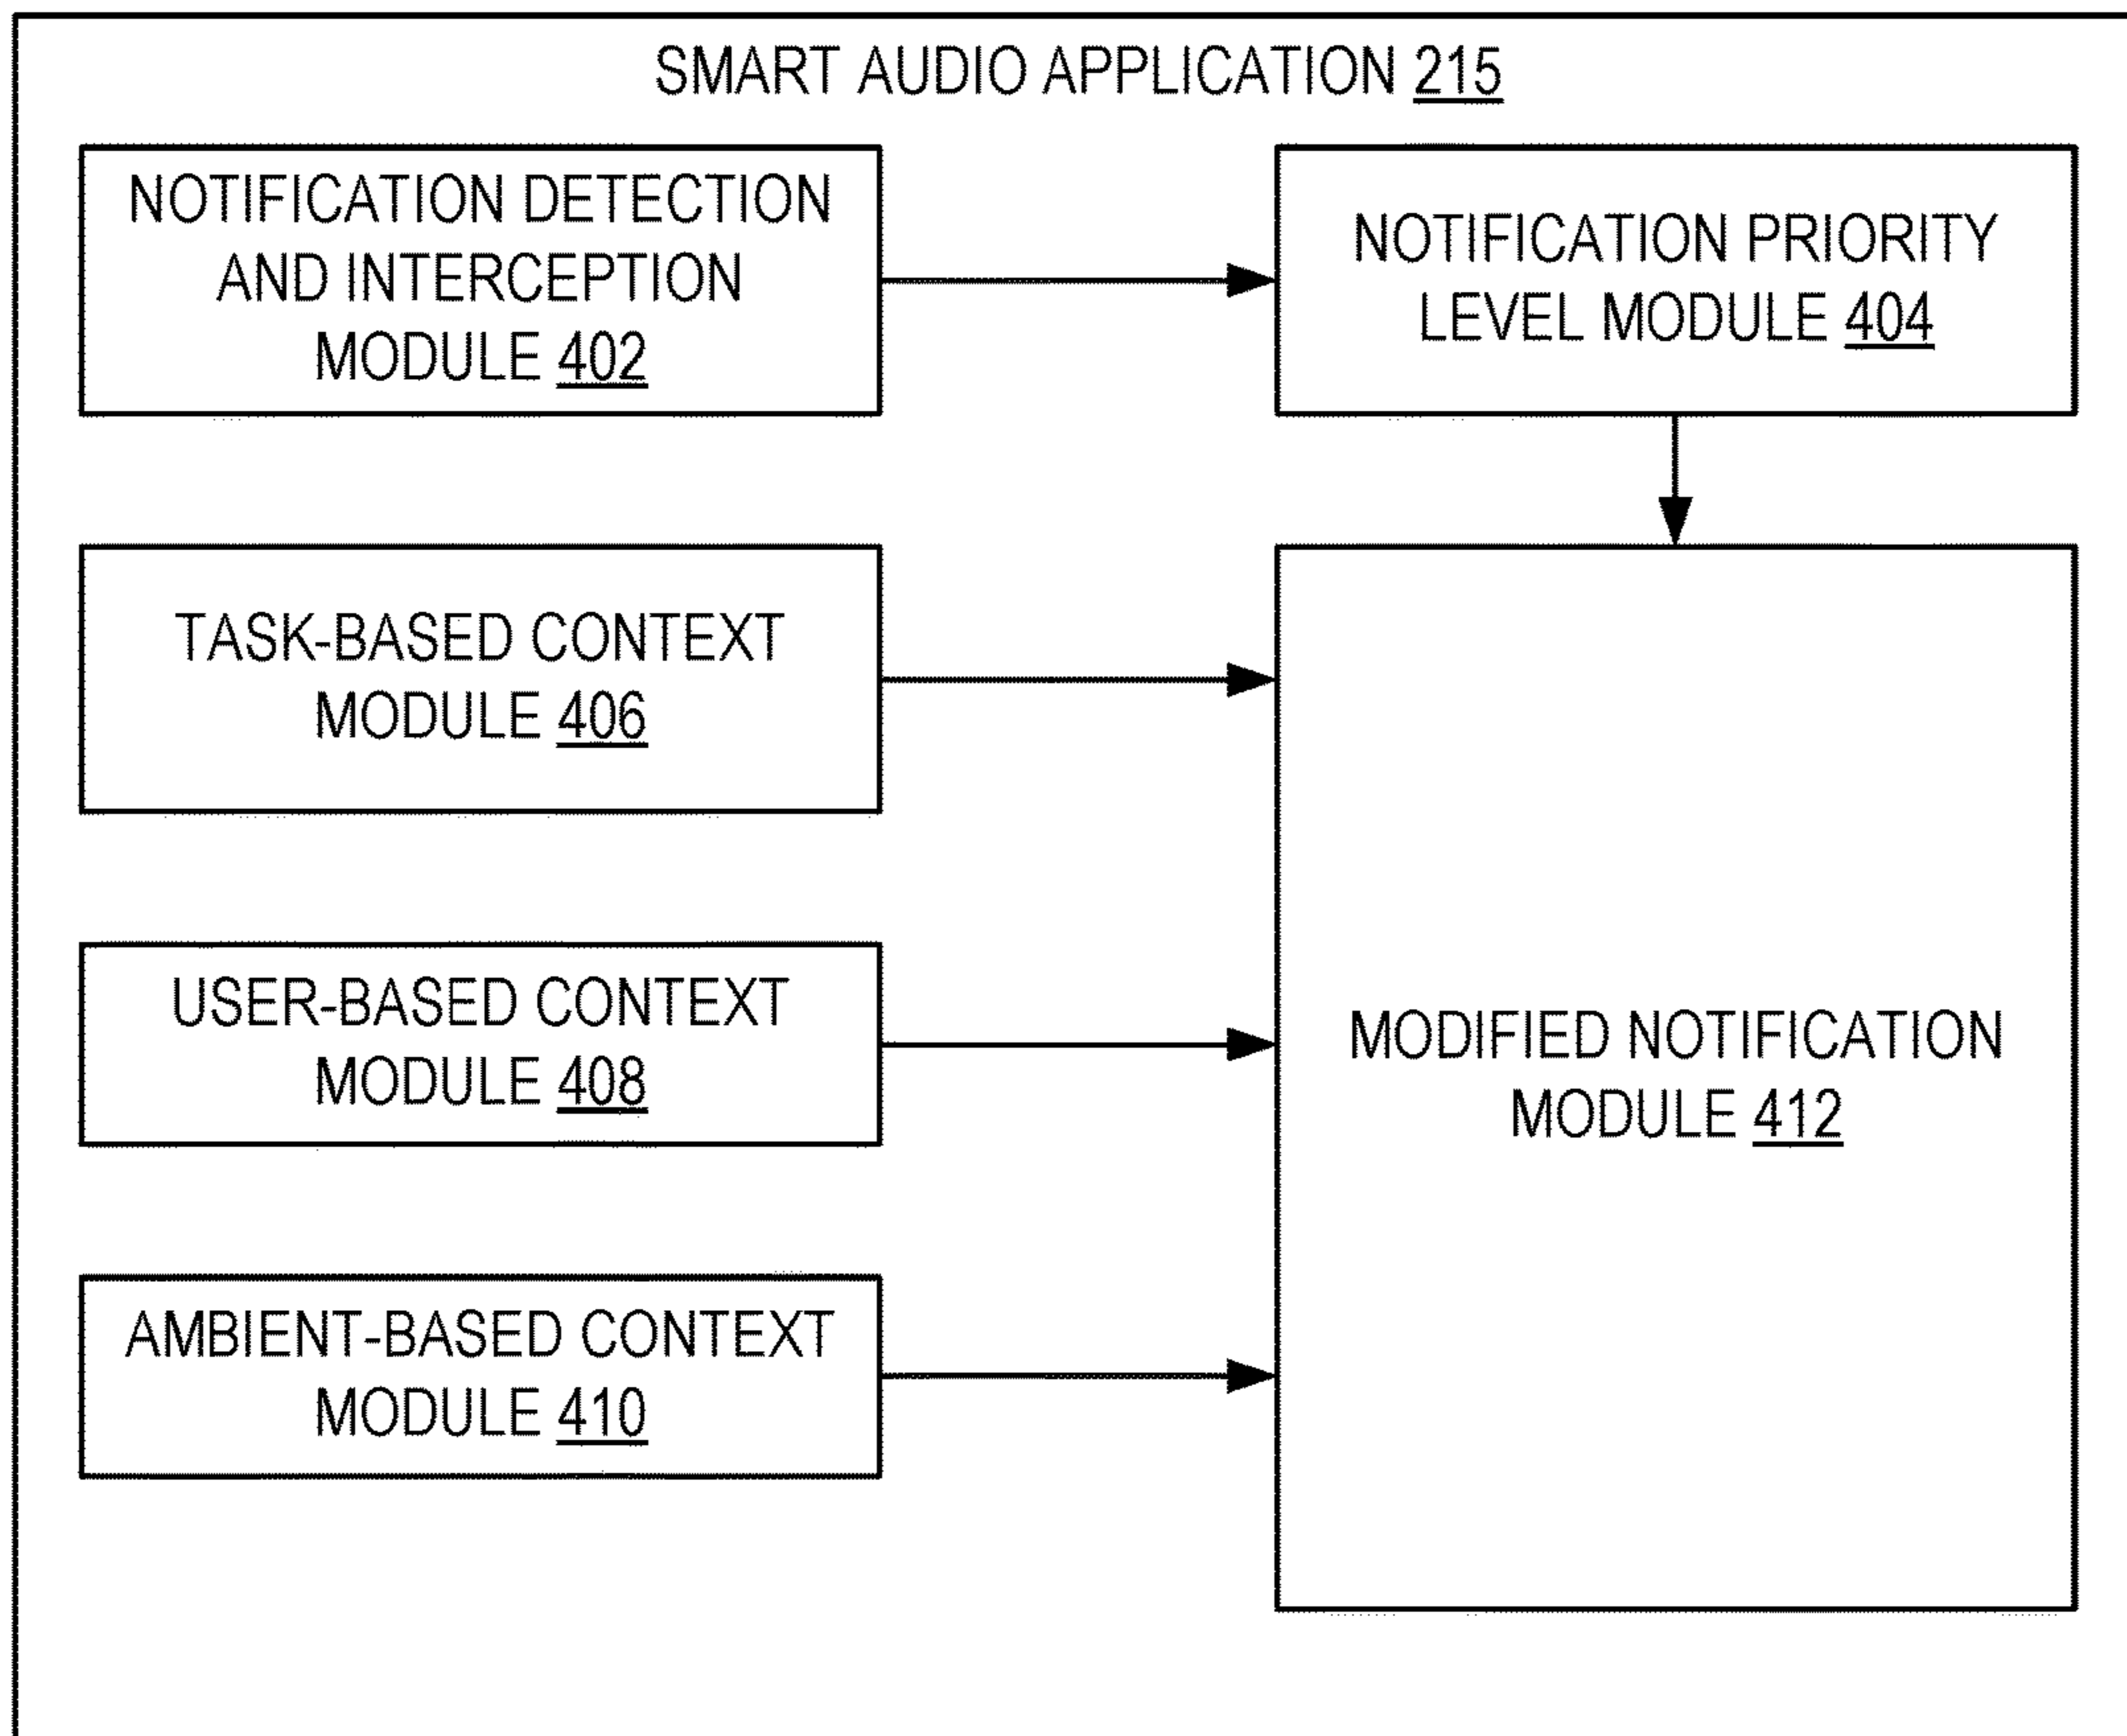 SMART AUDIO APPLICATION 215
NOTIFICATION DETECTION
AND INTERCEPTION
MODULE 402
NOTIFICATION PRIORITY
LEVEL MODULE 404
TASK-BASED CONTEXT
MODULE 406
USER-BASED CONTEXT
MODULE 408
AMBIENT-BASED CONTEXT
MODULE 410
MODIFIED NOTIFICATION
MODULE 412